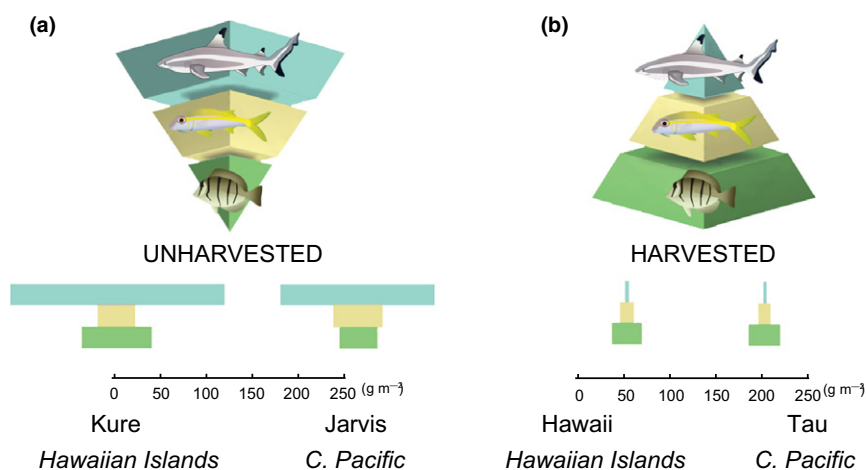 (a)
(b)
UNHARVESTED
HARVESTED
0 50 100 150 200 250 (g m⁻²)
0 50 100 150 200 250 (g m⁻²)
Kure Jarvis
Hawaii Tau
Hawaiian Islands C. Pacific
Hawaiian Islands C. Pacific